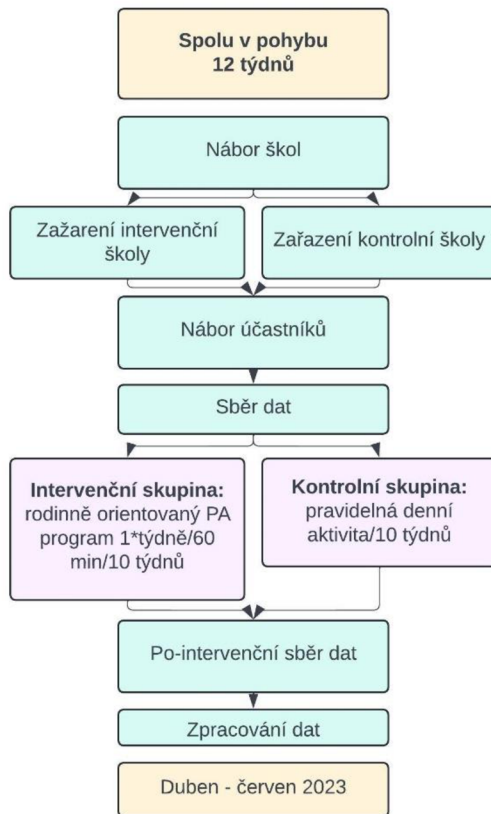 Spolu v pohybu
12 týdnů
Nábor škol
Zažarení intervenční
školy
Zařazení kontrolní školy
Nábor účastníků
Sběr dat
Intervenční skupina:
rodinně orientovaný PA
program 1*týdně/60
min/10 týdnů
Kontrolní skupina:
pravidelná denní
aktivita/10 týdnů
Po-intervenční sběr dat
Zpracování dat
Duben - červen 2023